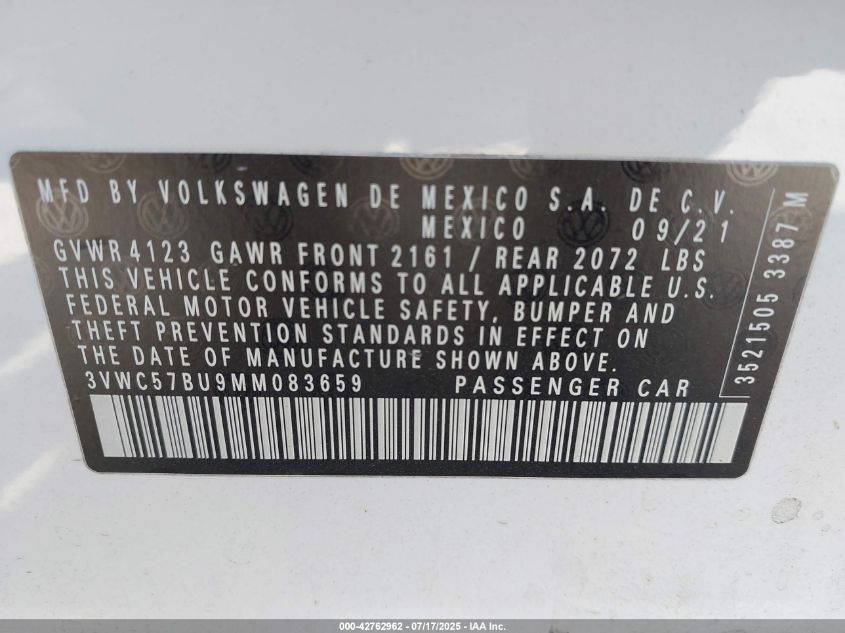 MFD BY VOLKSWAGEN DE MEXICO S.A. DE C.V.
MEXICO 09/21
GVWR 4123 GAWR FRONT 2161 / REAR 2072 LBS
THIS VEHICLE CONFORMS TO ALL APPLICABLE U.S.
FEDERAL MOTOR VEHICLE SAFETY, BUMPER AND
THEFT PREVENTION STANDARDS IN EFFECT ON
THE DATE OF MANUFACTURE SHOWN ABOVE.
3VWC57BU9MM083659 PASSENGER CAR
3521505 3387 M
000-42762962 - 07/17/2025 - IAA Inc.